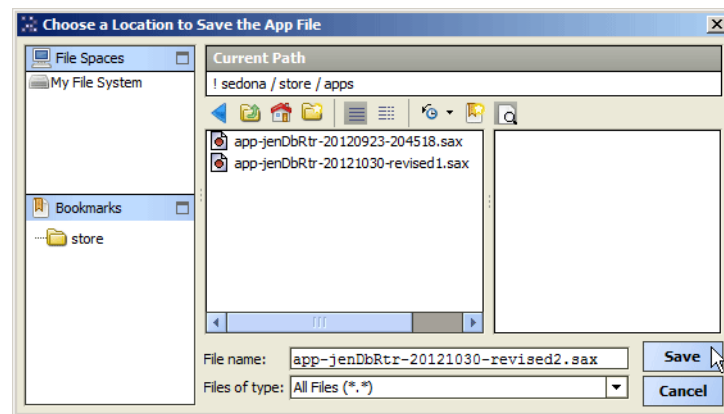 Choose a Location to Save the App File
File Spaces
My File System
Bookmarks
store
Current Path
! sedona / store / apps
app-jenDbRtr-20120923-204518.sax
app-jenDbRtr-20121030-revised1.sax
File name: app-jenDbRtr-20121030-revised2.sax
Save
Files of type: All Files (*.*)
Cancel